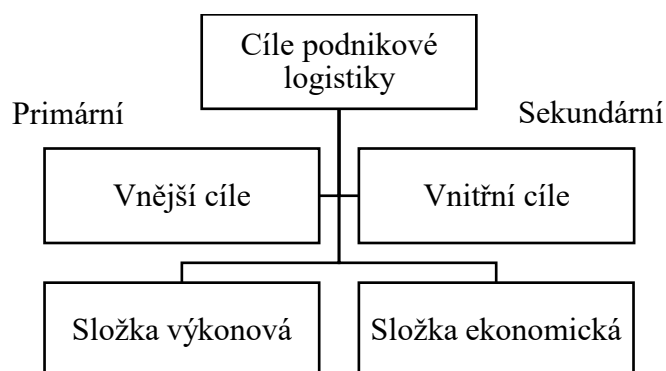 Cíle podnikové
logistiky
Primární
Sekundární
Vnější cíle
Vnitřní cíle
Složka výkonová
Složka ekonomická